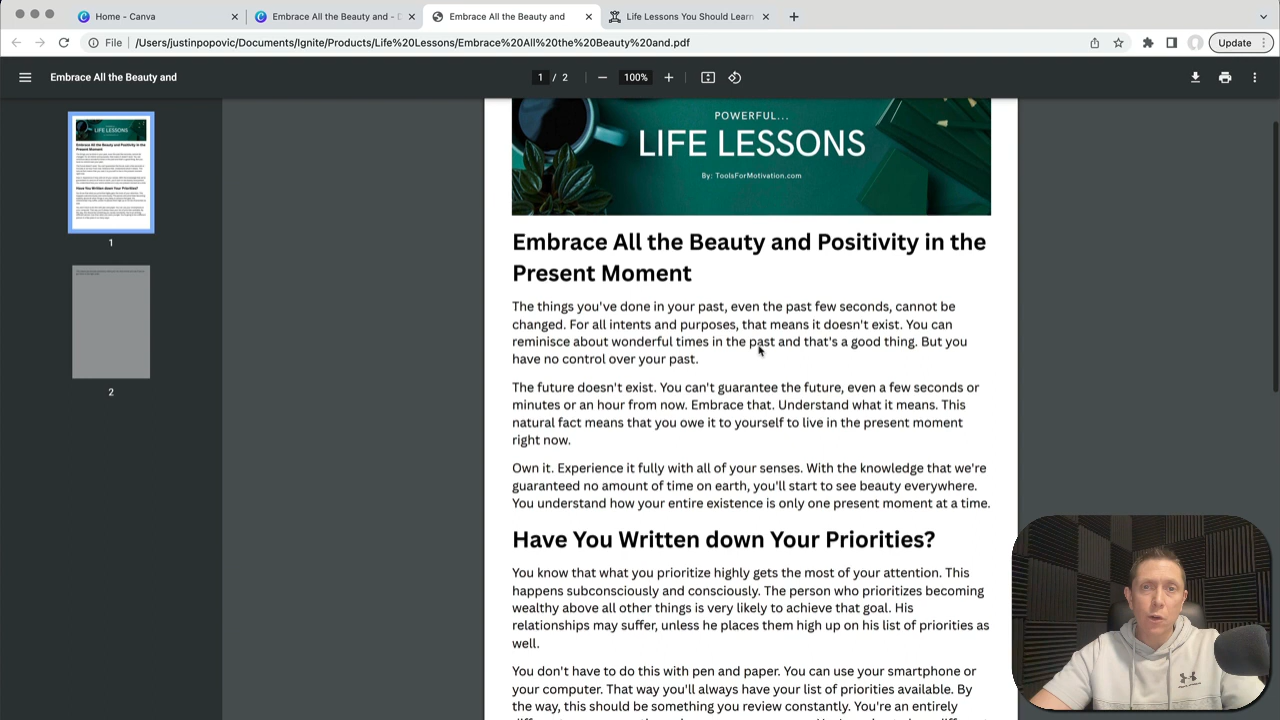 Home - Canva
Embrace All the Beauty and - D
Embrace All the Beauty and
Life Lessons You Should Learn
File
/Users/justinpopovic/Documents/Ignite/Products/Life%20Lessons/Embrace%20All%20the%20Beauty%20and.pdf
Update
Embrace All the Beauty and
1 / 2
100%
1
2
POWERFUL...
LIFE LESSONS
By: ToolsForMotivation.com
Embrace All the Beauty and Positivity in the
Present Moment
The things you've done in your past, even the past few seconds, cannot be
changed. For all intents and purposes, that means it doesn't exist. You can
reminisce about wonderful times in the past and that's a good thing. But you
have no control over your past.
The future doesn't exist. You can't guarantee the future, even a few seconds or
minutes or an hour from now. Embrace that. Understand what it means. This
natural fact means that you owe it to yourself to live in the present moment
right now.
Own it. Experience it fully with all of your senses. With the knowledge that we're
guaranteed no amount of time on earth, you'll start to see beauty everywhere.
You understand how your entire existence is only one present moment at a time.
Have You Written down Your Priorities?
You know that what you prioritize highly gets the most of your attention. This
happens subconsciously and consciously. The person who prioritizes becoming
wealthy above all other things is very likely to achieve that goal. His
relationships may suffer, unless he places them high up on his list of priorities as
well.
You don't have to do this with pen and paper. You can use your smartphone or
your computer. That way you'll always have your list of priorities available. By
the way, this should be something you review constantly. You're an entirely